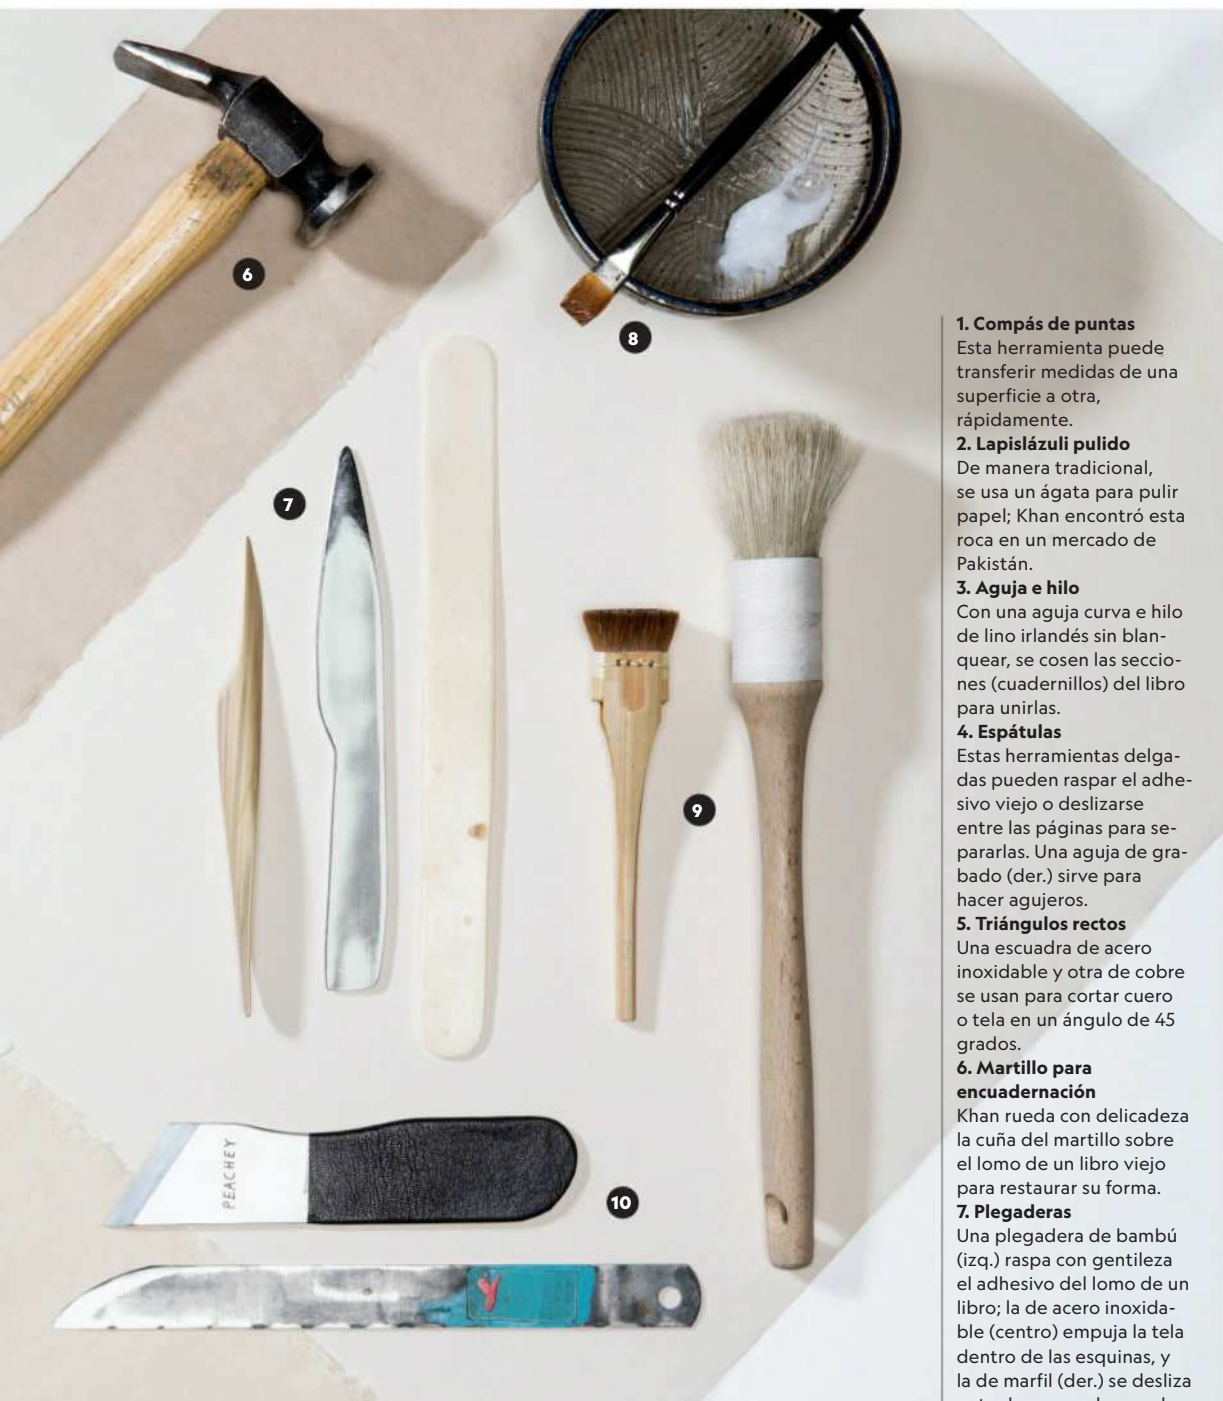 6
8
7
9
10
PEACHEY
1. Compás de puntas
Esta herramienta puede
transferir medidas de una
superficie a otra,
rápidamente.
2. Lapislázuli pulido
De manera tradicional,
se usa un ágata para pulir
papel; Khan encontró esta
roca en un mercado de
Pakistán.
3. Aguja e hilo
Con una aguja curva e hilo
de lino irlandés sin blan-
quear, se cosen las seccio-
nes (cuadernillos) del libro
para unirlas.
4. Espátulas
Estas herramientas delga-
das pueden raspar el adhe-
sivo viejo o deslizarse
entre las páginas para se-
pararlas. Una aguja de gra-
bado (der.) sirve para
hacer agujeros.
5. Triángulos rectos
Una escuadra de acero
inoxidable y otra de cobre
se usan para cortar cuero
o tela en un ángulo de 45
grados.
6. Martillo para
encuadernación
Khan rueda con delicadeza
la cuña del martillo sobre
el lomo de un libro viejo
para restaurar su forma.
7. Plegaderas
Una plegadera de bambú
(izq.) raspa con gentileza
el adhesivo del lomo de un
libro; la de acero inoxida-
ble (centro) empuja la tela
dentro de las esquinas, y
la de marfil (der.) se desliza